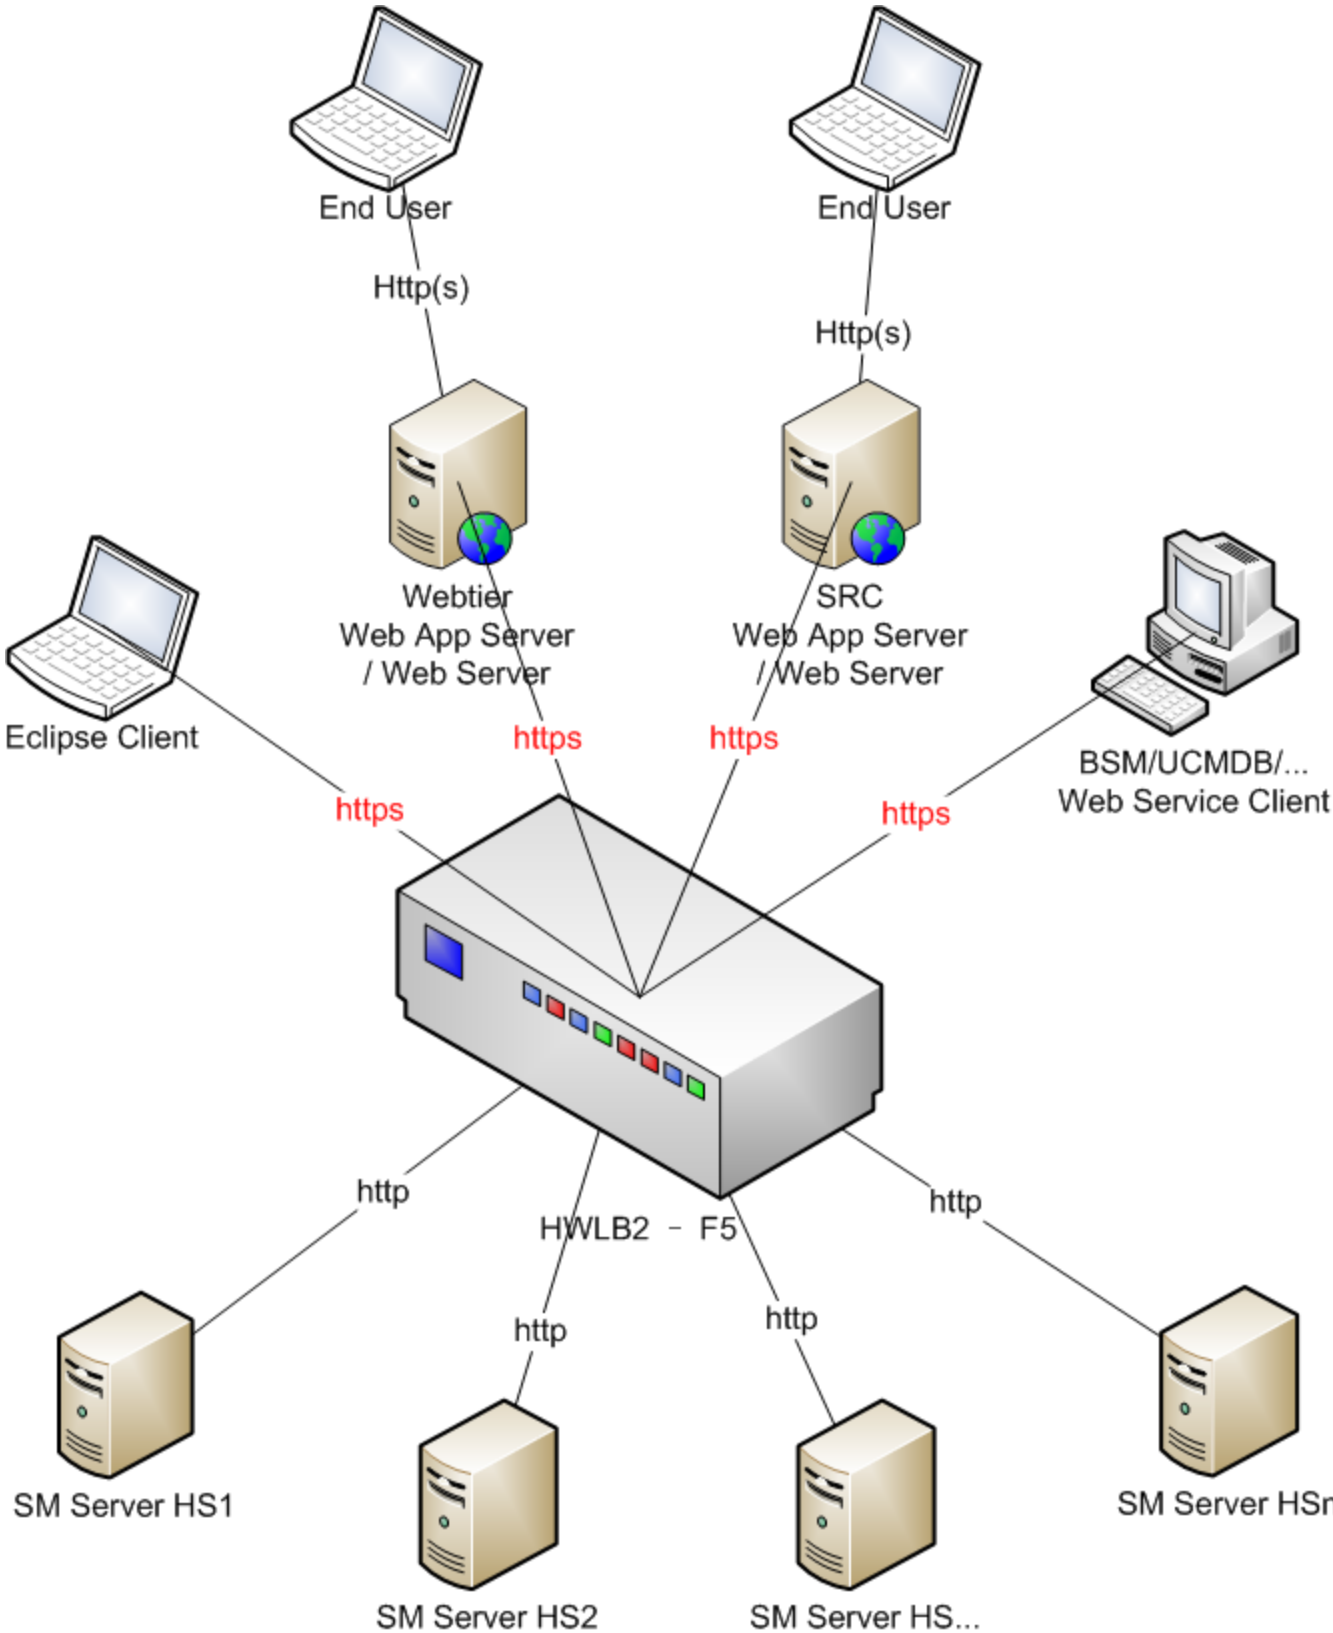 End User
End User
Http(s)
Http(s)
Webtier
Web App Server
/ Web Server
SRC
Web App Server
/ Web Server
Eclipse Client
https
https
BSM/UCMDB/...
Web Service Client
https
https
http
http
HWLB2 - F5
http
http
SM Server HS1
SM Server HSn
SM Server HS2
SM Server HS...